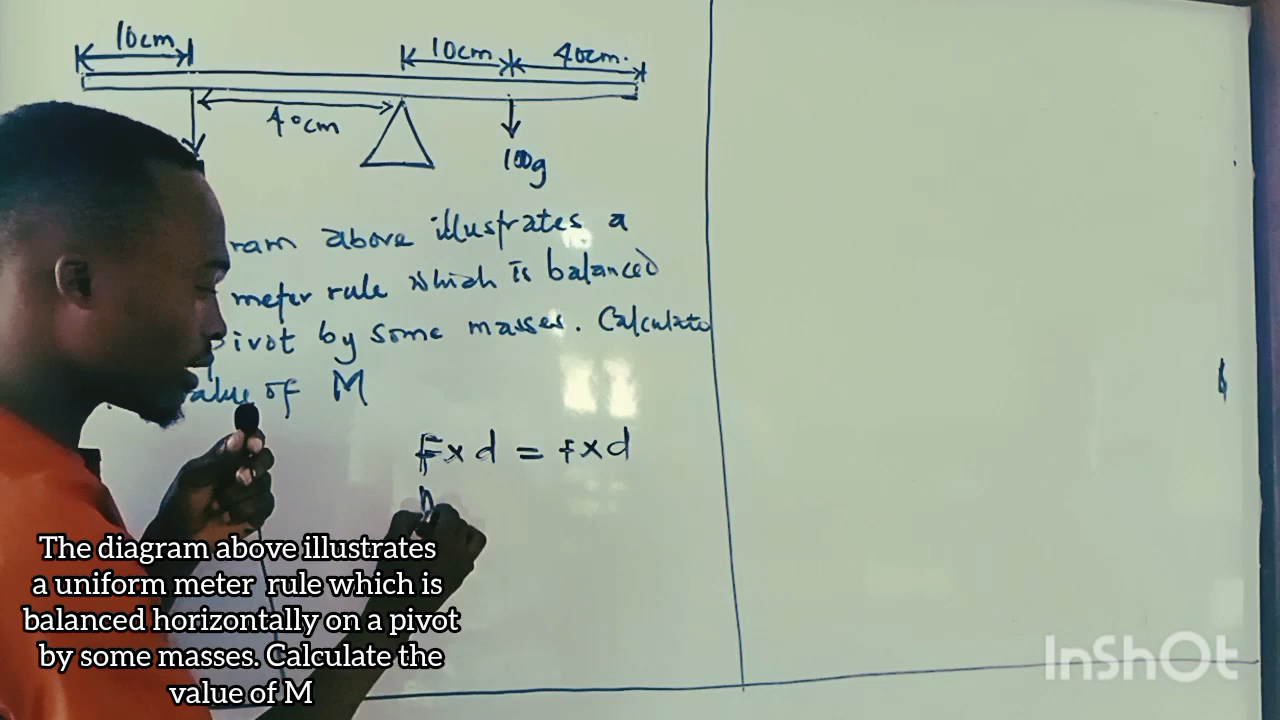 10cm 10cm 40cm.
40cm
100g
ram above illustrates a
meter rule which is balanced
pivot by some masses. Calculate
value of M
F x d = f x d
The diagram above illustrates
a uniform meter rule which is
balanced horizontally on a pivot
by some masses. Calculate the
value of M
InShOt